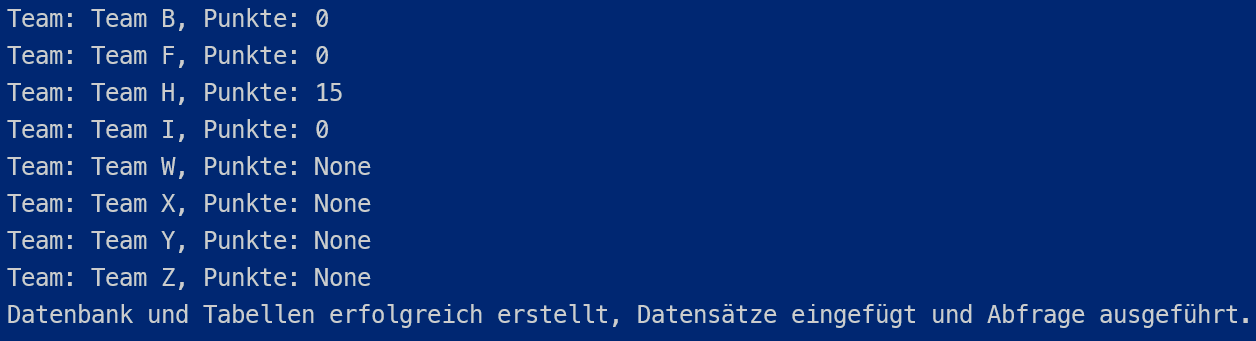 Team: Team B, Punkte: 0
Team: Team F, Punkte: 0
Team: Team H, Punkte: 15
Team: Team I, Punkte: 0
Team: Team W, Punkte: None
Team: Team X, Punkte: None
Team: Team Y, Punkte: None
Team: Team Z, Punkte: None
Datenbank und Tabellen erfolgreich erstellt, Datensätze eingefügt und Abfrage ausgeführt.